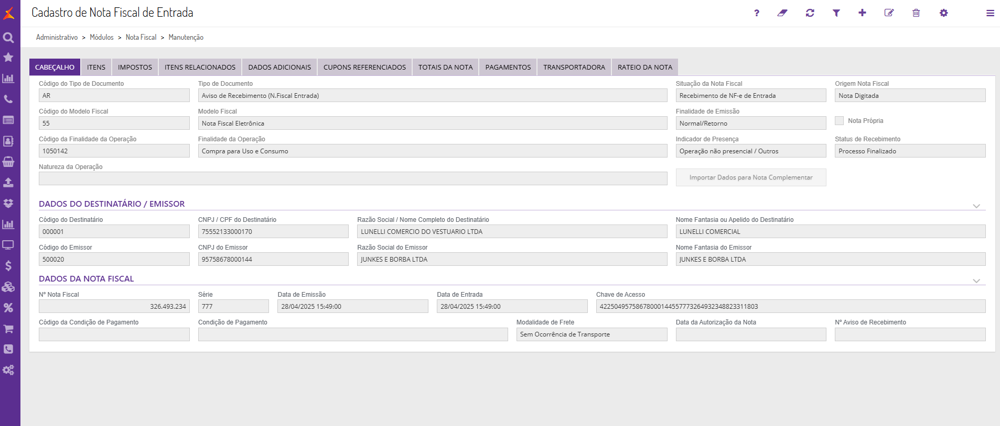 Cadastro de Nota Fiscal de Entrada
?
Administrativo > Módulos > Nota Fiscal > Manutenção
CABEÇALHO ITENS IMPOSTOS ITENS RELACIONADOS DADOS ADICIONAIS CUPONS REFERENCIADOS TOTAIS DA NOTA PAGAMENTOS TRANSPORTADORA RATEIO DA NOTA
Código do Tipo de Documento Tipo de Documento Situação da Nota Fiscal Origem Nota Fiscal
AR Aviso de Recebimento (N.Fiscal Entrada) Recebimento de NF-e de Entrada Nota Digitada
Código do Modelo Fiscal Modelo Fiscal Finalidade de Emissão
55 Nota Fiscal Eletrônica Normal/Retorno Nota Própria
Código da Finalidade da Operação Finalidade da Operação Indicador de Presença Status de Recebimento
1050142 Compra para Uso e Consumo Operação não presencial / Outros Processo Finalizado
Natureza da Operação
Importar Dados para Nota Complementar
DADOS DO DESTINATÁRIO / EMISSOR
Código do Destinatário CNPJ / CPF do Destinatário Razão Social / Nome Completo do Destinatário Nome Fantasia ou Apelido do Destinatário
000001 75552133000170 LUNELLI COMERCIO DO VESTUARIO LTDA LUNELLI COMERCIAL
Código do Emissor CNPJ do Emissor Razão Social do Emissor Nome Fantasia do Emissor
500020 95758678000144 JUNKES E BORBA LTDA JUNKES E BORBA LTDA
DADOS DA NOTA FISCAL
Nº Nota Fiscal Série Data de Emissão Data de Entrada Chave de Acesso
326.493.234 777 28/04/2025 15:49:00 28/04/2025 15:49:00 42250495758678000144557773264932348823311803
Código da Condição de Pagamento Condição de Pagamento Modalidade de Frete Data da Autorização da Nota Nº Aviso de Recebimento
Sem Ocorrência de Transporte